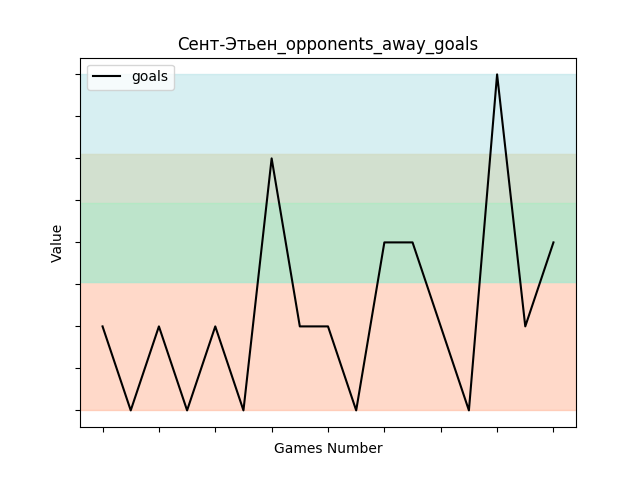 Сент-Этьен_opponents_away_goals
goals
Value
Games Number